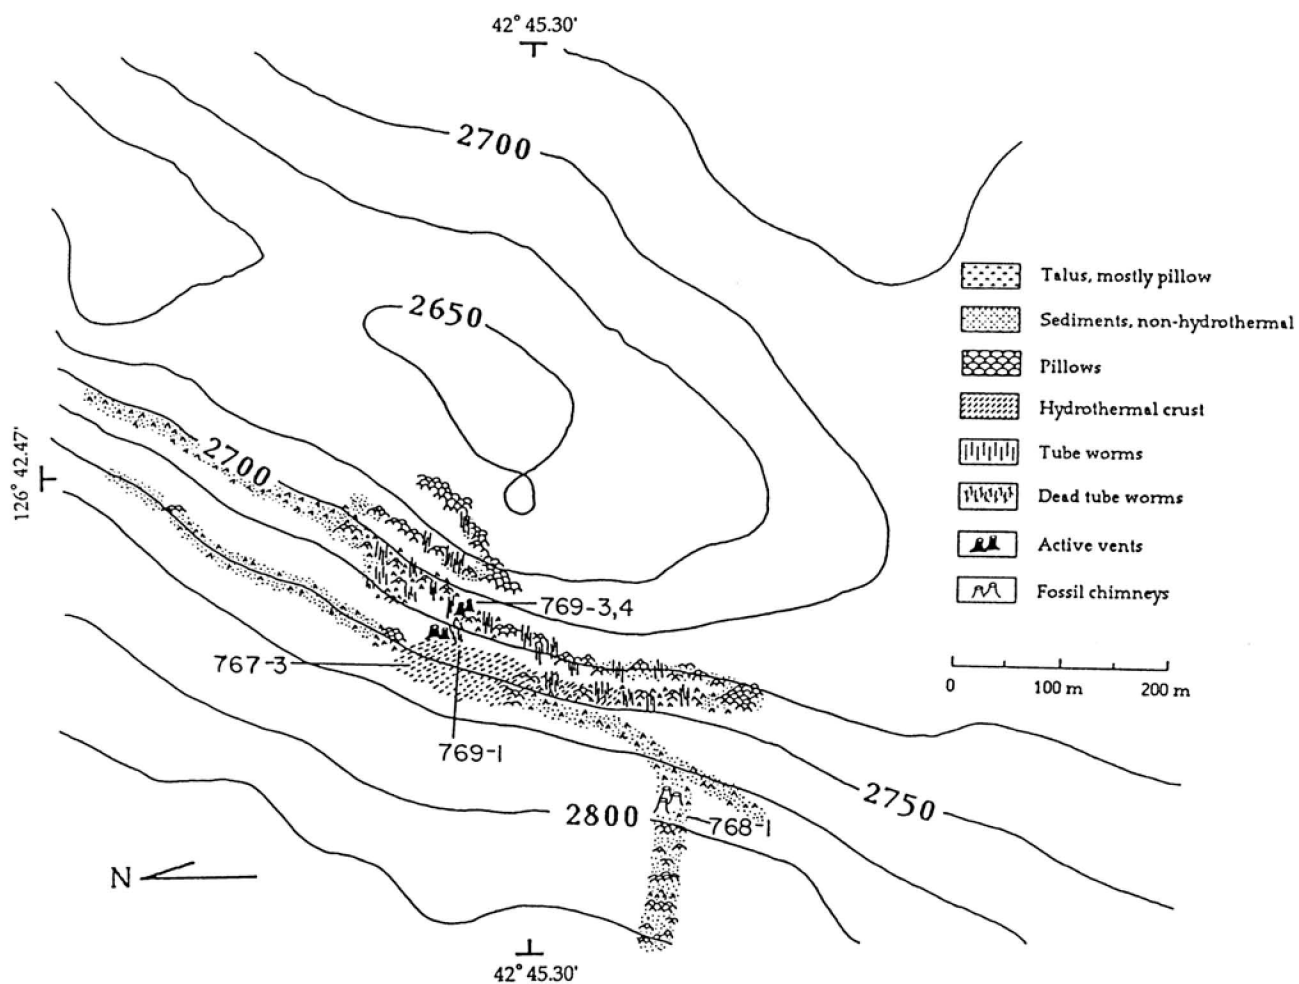 42° 45.30'
2700
2650
Talus, mostly pillow
Sediments, non-hydrothermal
Pillows
Hydrothermal crust
Tube worms
Dead tube worms
Active vents
Fossil chimneys
126° 42.47'
2700
769-3,4
767-3
769-1
0 100 m 200 m
2750
2800
768-1
N
42° 45.30'